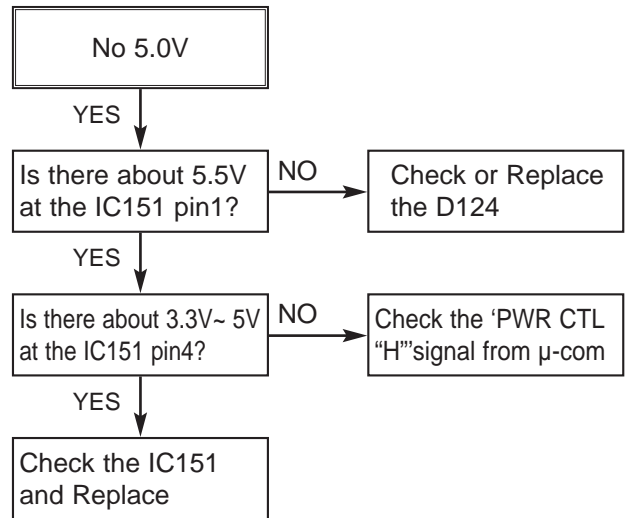 No 5.0V
YES
Is there about 5.5V
at the IC151 pin1?
NO
Check or Replace
the D124
YES
Is there about 3.3V~ 5V
at the IC151 pin4?
NO
Check the ‘PWR CTL
“H”’signal from µ-com
YES
Check the IC151
and Replace